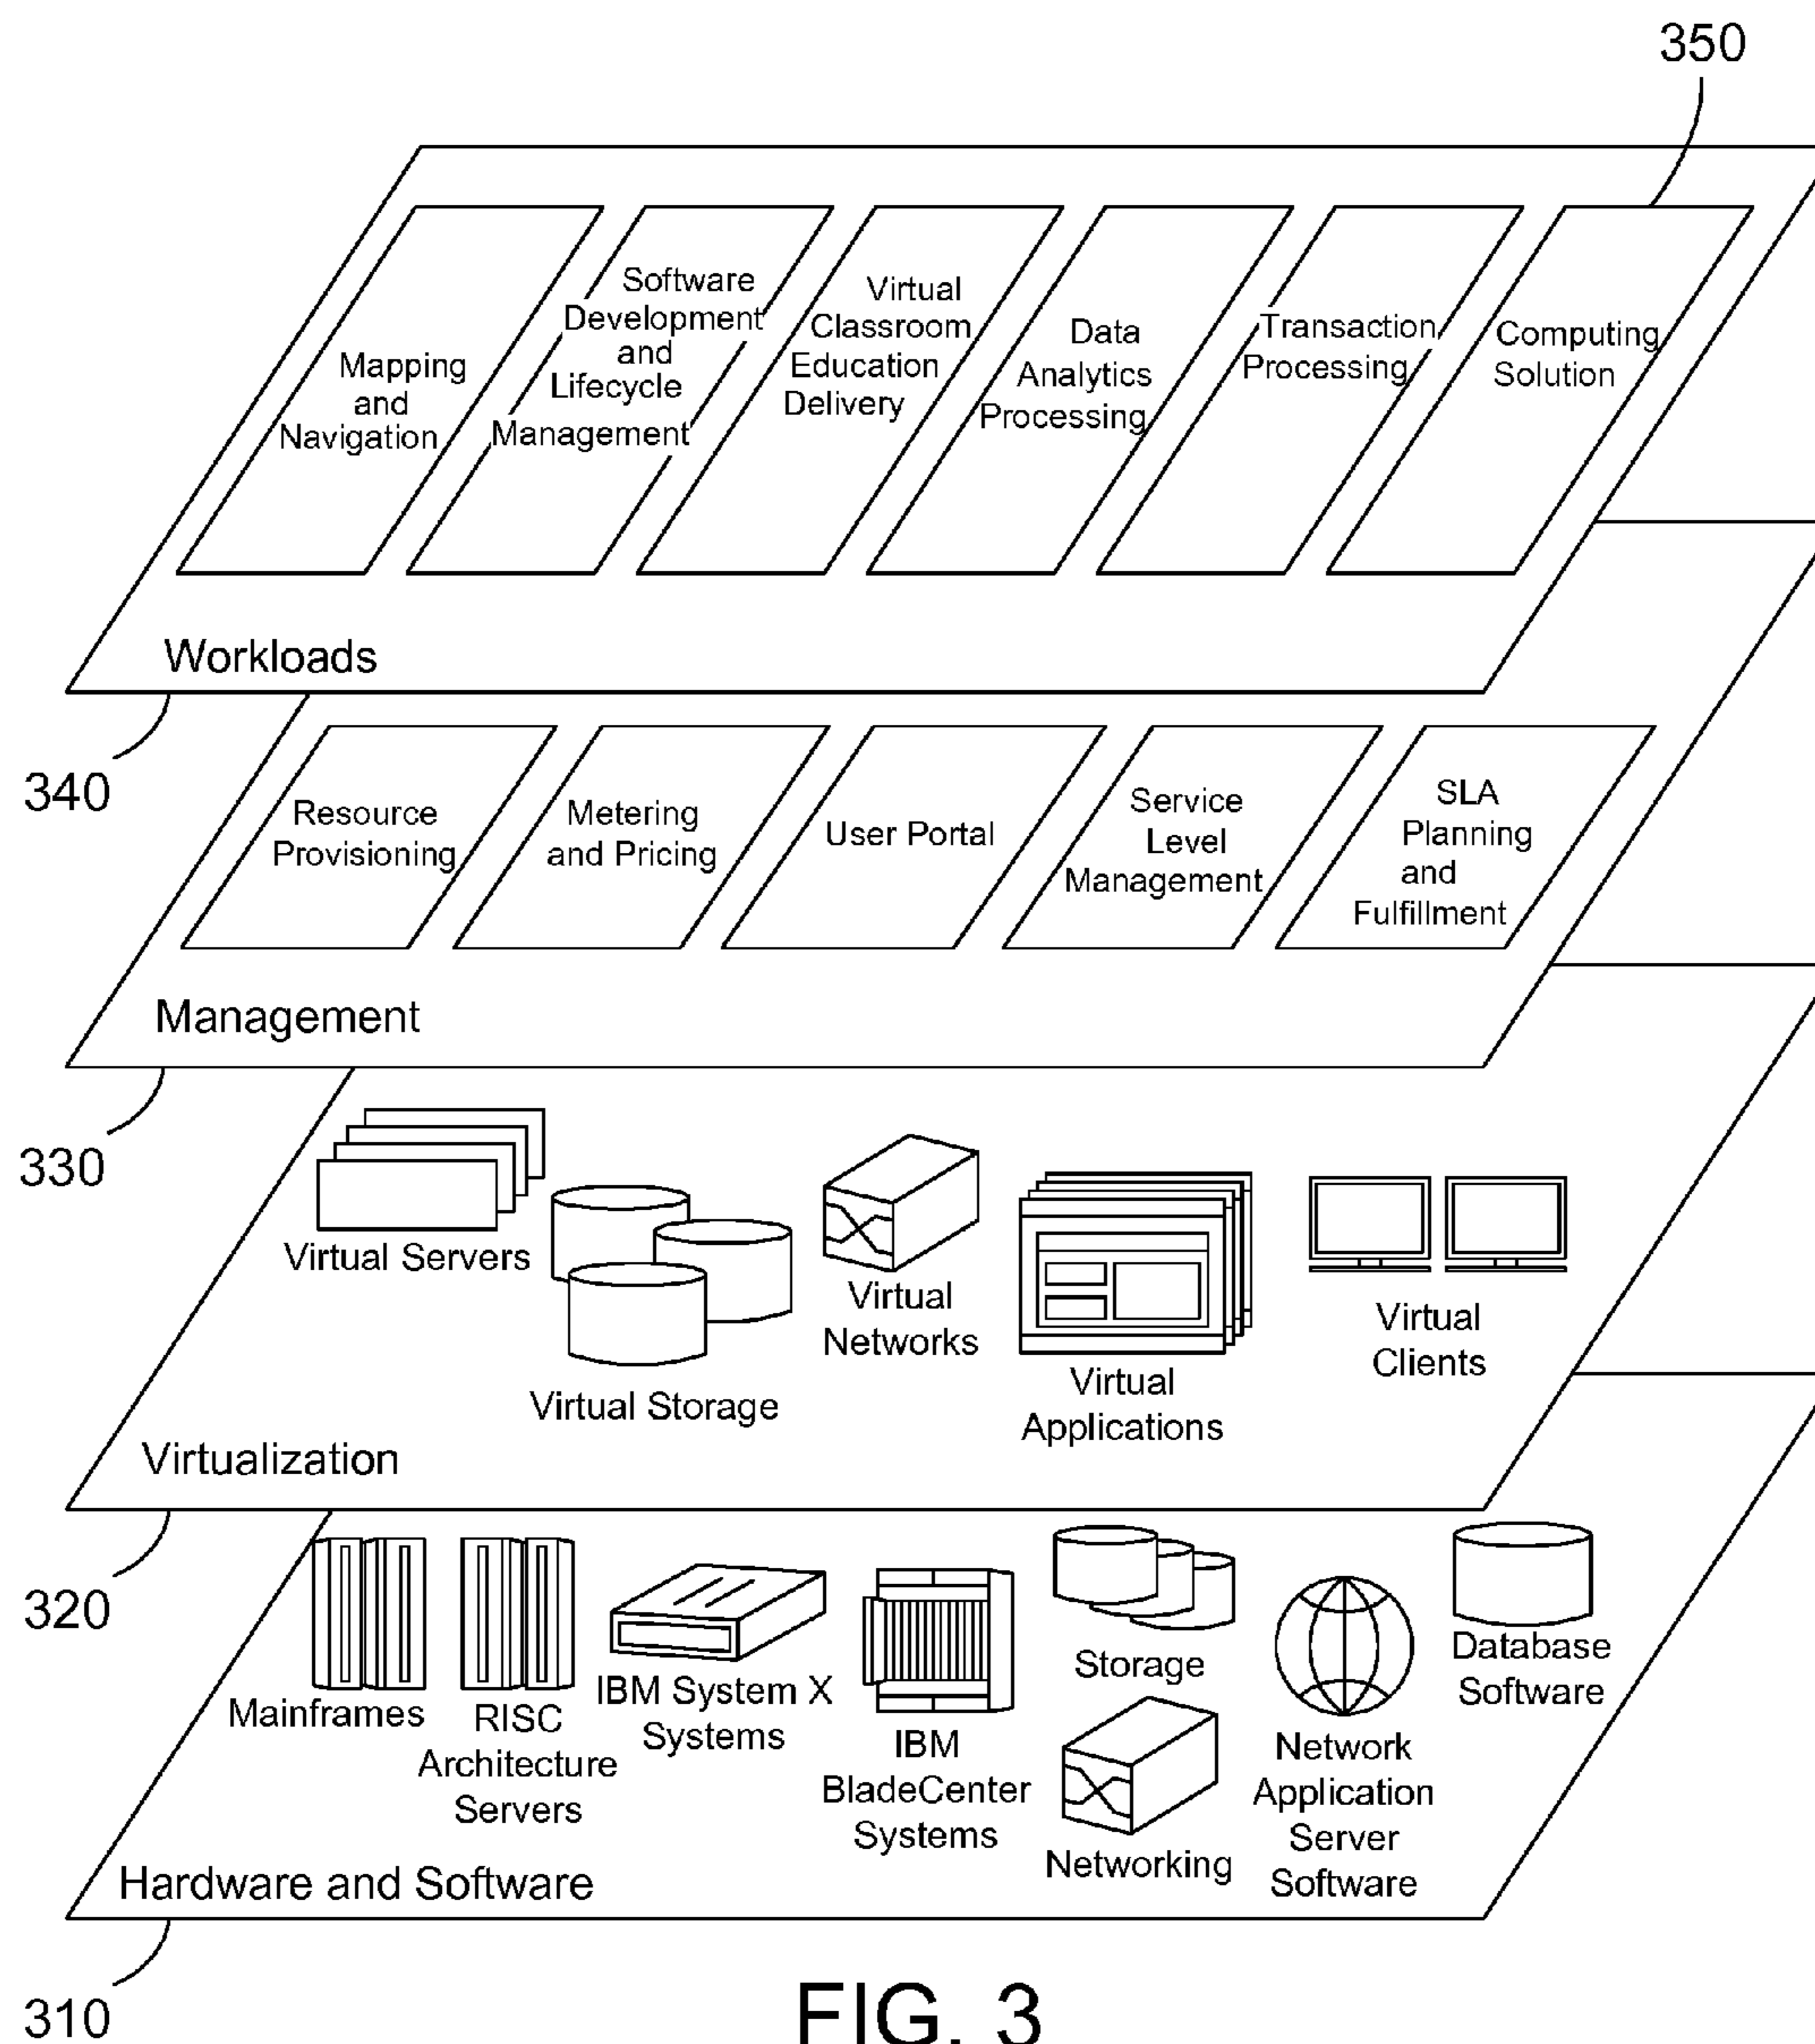 350
Mapping
and
Navigation
Software
Development
and
Lifecycle
Management
Virtual
Classroom
Education
Delivery
Data
Analytics
Processing
Transaction
Processing
Computing
Solution
Workloads
340
Resource
Provisioning
Metering
and Pricing
User Portal
Service
Level
Management
SLA
Planning
and
Fulfillment
Management
330
Virtual Servers
Virtual Storage
Virtual
Networks
Virtual
Applications
Virtual
Clients
Virtualization
320
Mainframes
RISC
Architecture
Servers
IBM System X
Systems
IBM
BladeCenter
Systems
Storage
Networking
Network
Application
Server
Software
Database
Software
Hardware and Software
310
FIG. 3